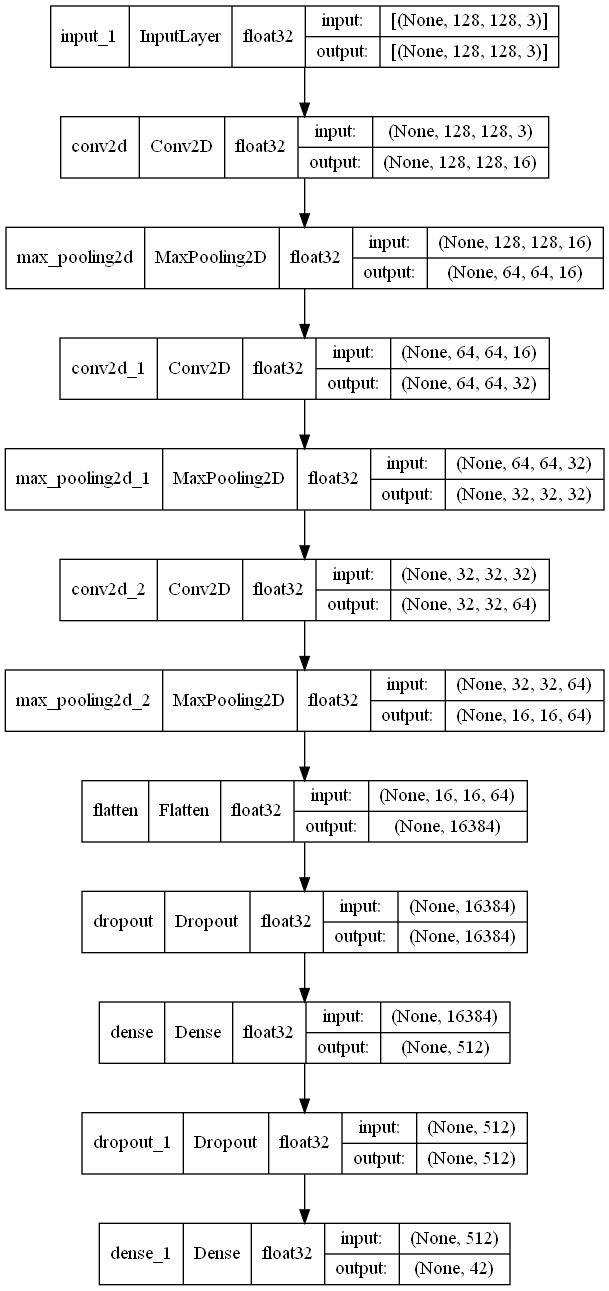 input_1 InputLayer float32 input: [(None, 128, 128, 3)]
output: [(None, 128, 128, 3)]
conv2d Conv2D float32 input: (None, 128, 128, 3)
output: (None, 128, 128, 16)
max_pooling2d MaxPooling2D float32 input: (None, 128, 128, 16)
output: (None, 64, 64, 16)
conv2d_1 Conv2D float32 input: (None, 64, 64, 16)
output: (None, 64, 64, 32)
max_pooling2d_1 MaxPooling2D float32 input: (None, 64, 64, 32)
output: (None, 32, 32, 32)
conv2d_2 Conv2D float32 input: (None, 32, 32, 32)
output: (None, 32, 32, 64)
max_pooling2d_2 MaxPooling2D float32 input: (None, 32, 32, 64)
output: (None, 16, 16, 64)
flatten Flatten float32 input: (None, 16, 16, 64)
output: (None, 16384)
dropout Dropout float32 input: (None, 16384)
output: (None, 16384)
dense Dense float32 input: (None, 16384)
output: (None, 512)
dropout_1 Dropout float32 input: (None, 512)
output: (None, 512)
dense_1 Dense float32 input: (None, 512)
output: (None, 42)